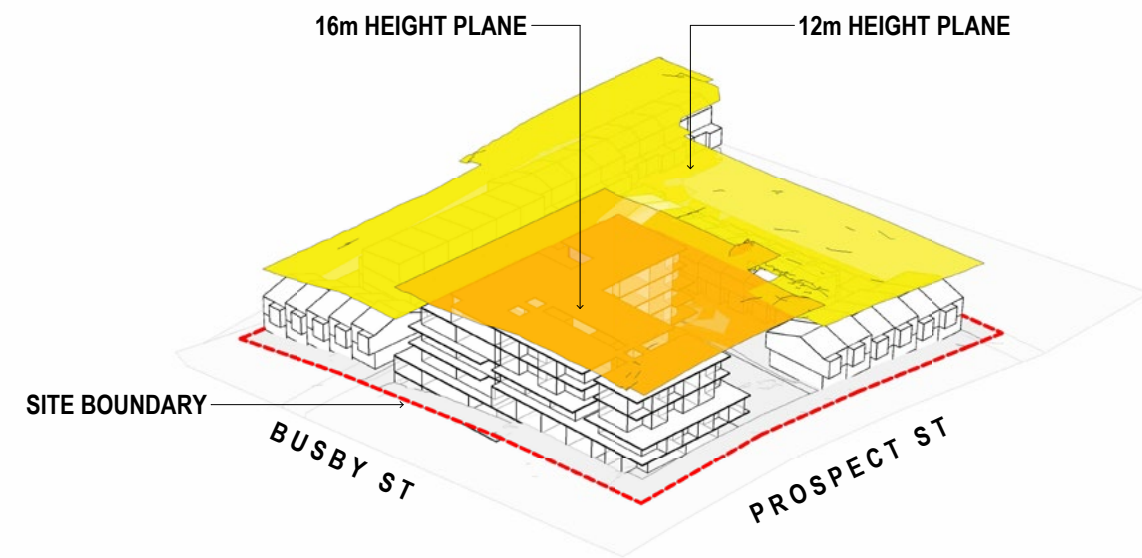 16m HEIGHT PLANE
12m HEIGHT PLANE
SITE BOUNDARY
BUSBY ST
PROSPECT ST